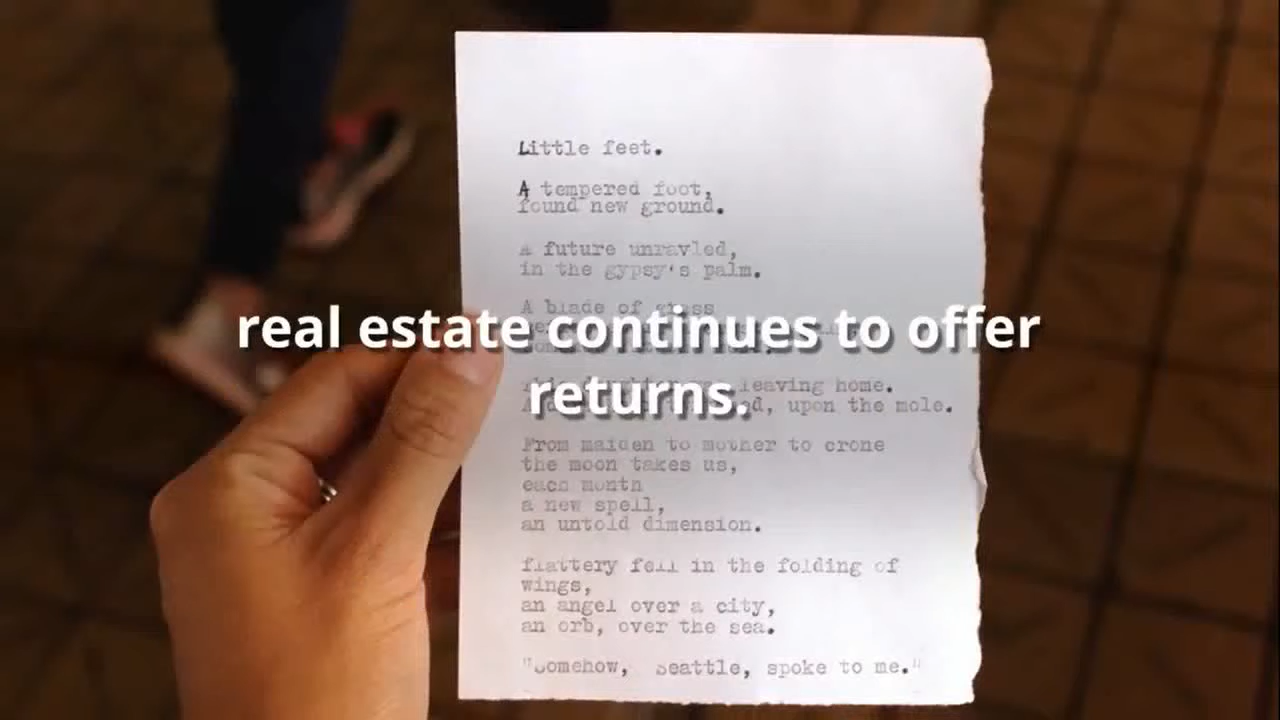 Little feet.
A tempered foot,
found new ground.
A future unravled,
in the gypsy's palm.
A blade of grass
real estate continues to offer
returns.
leaving home.
upon the mole.
From maiden to mother to crone
the moon takes us,
each month
a new spell,
an untold dimension.
flattery fell in the folding of
wings,
an angel over a city,
an orb, over the sea.
"Somehow, Seattle, spoke to me."